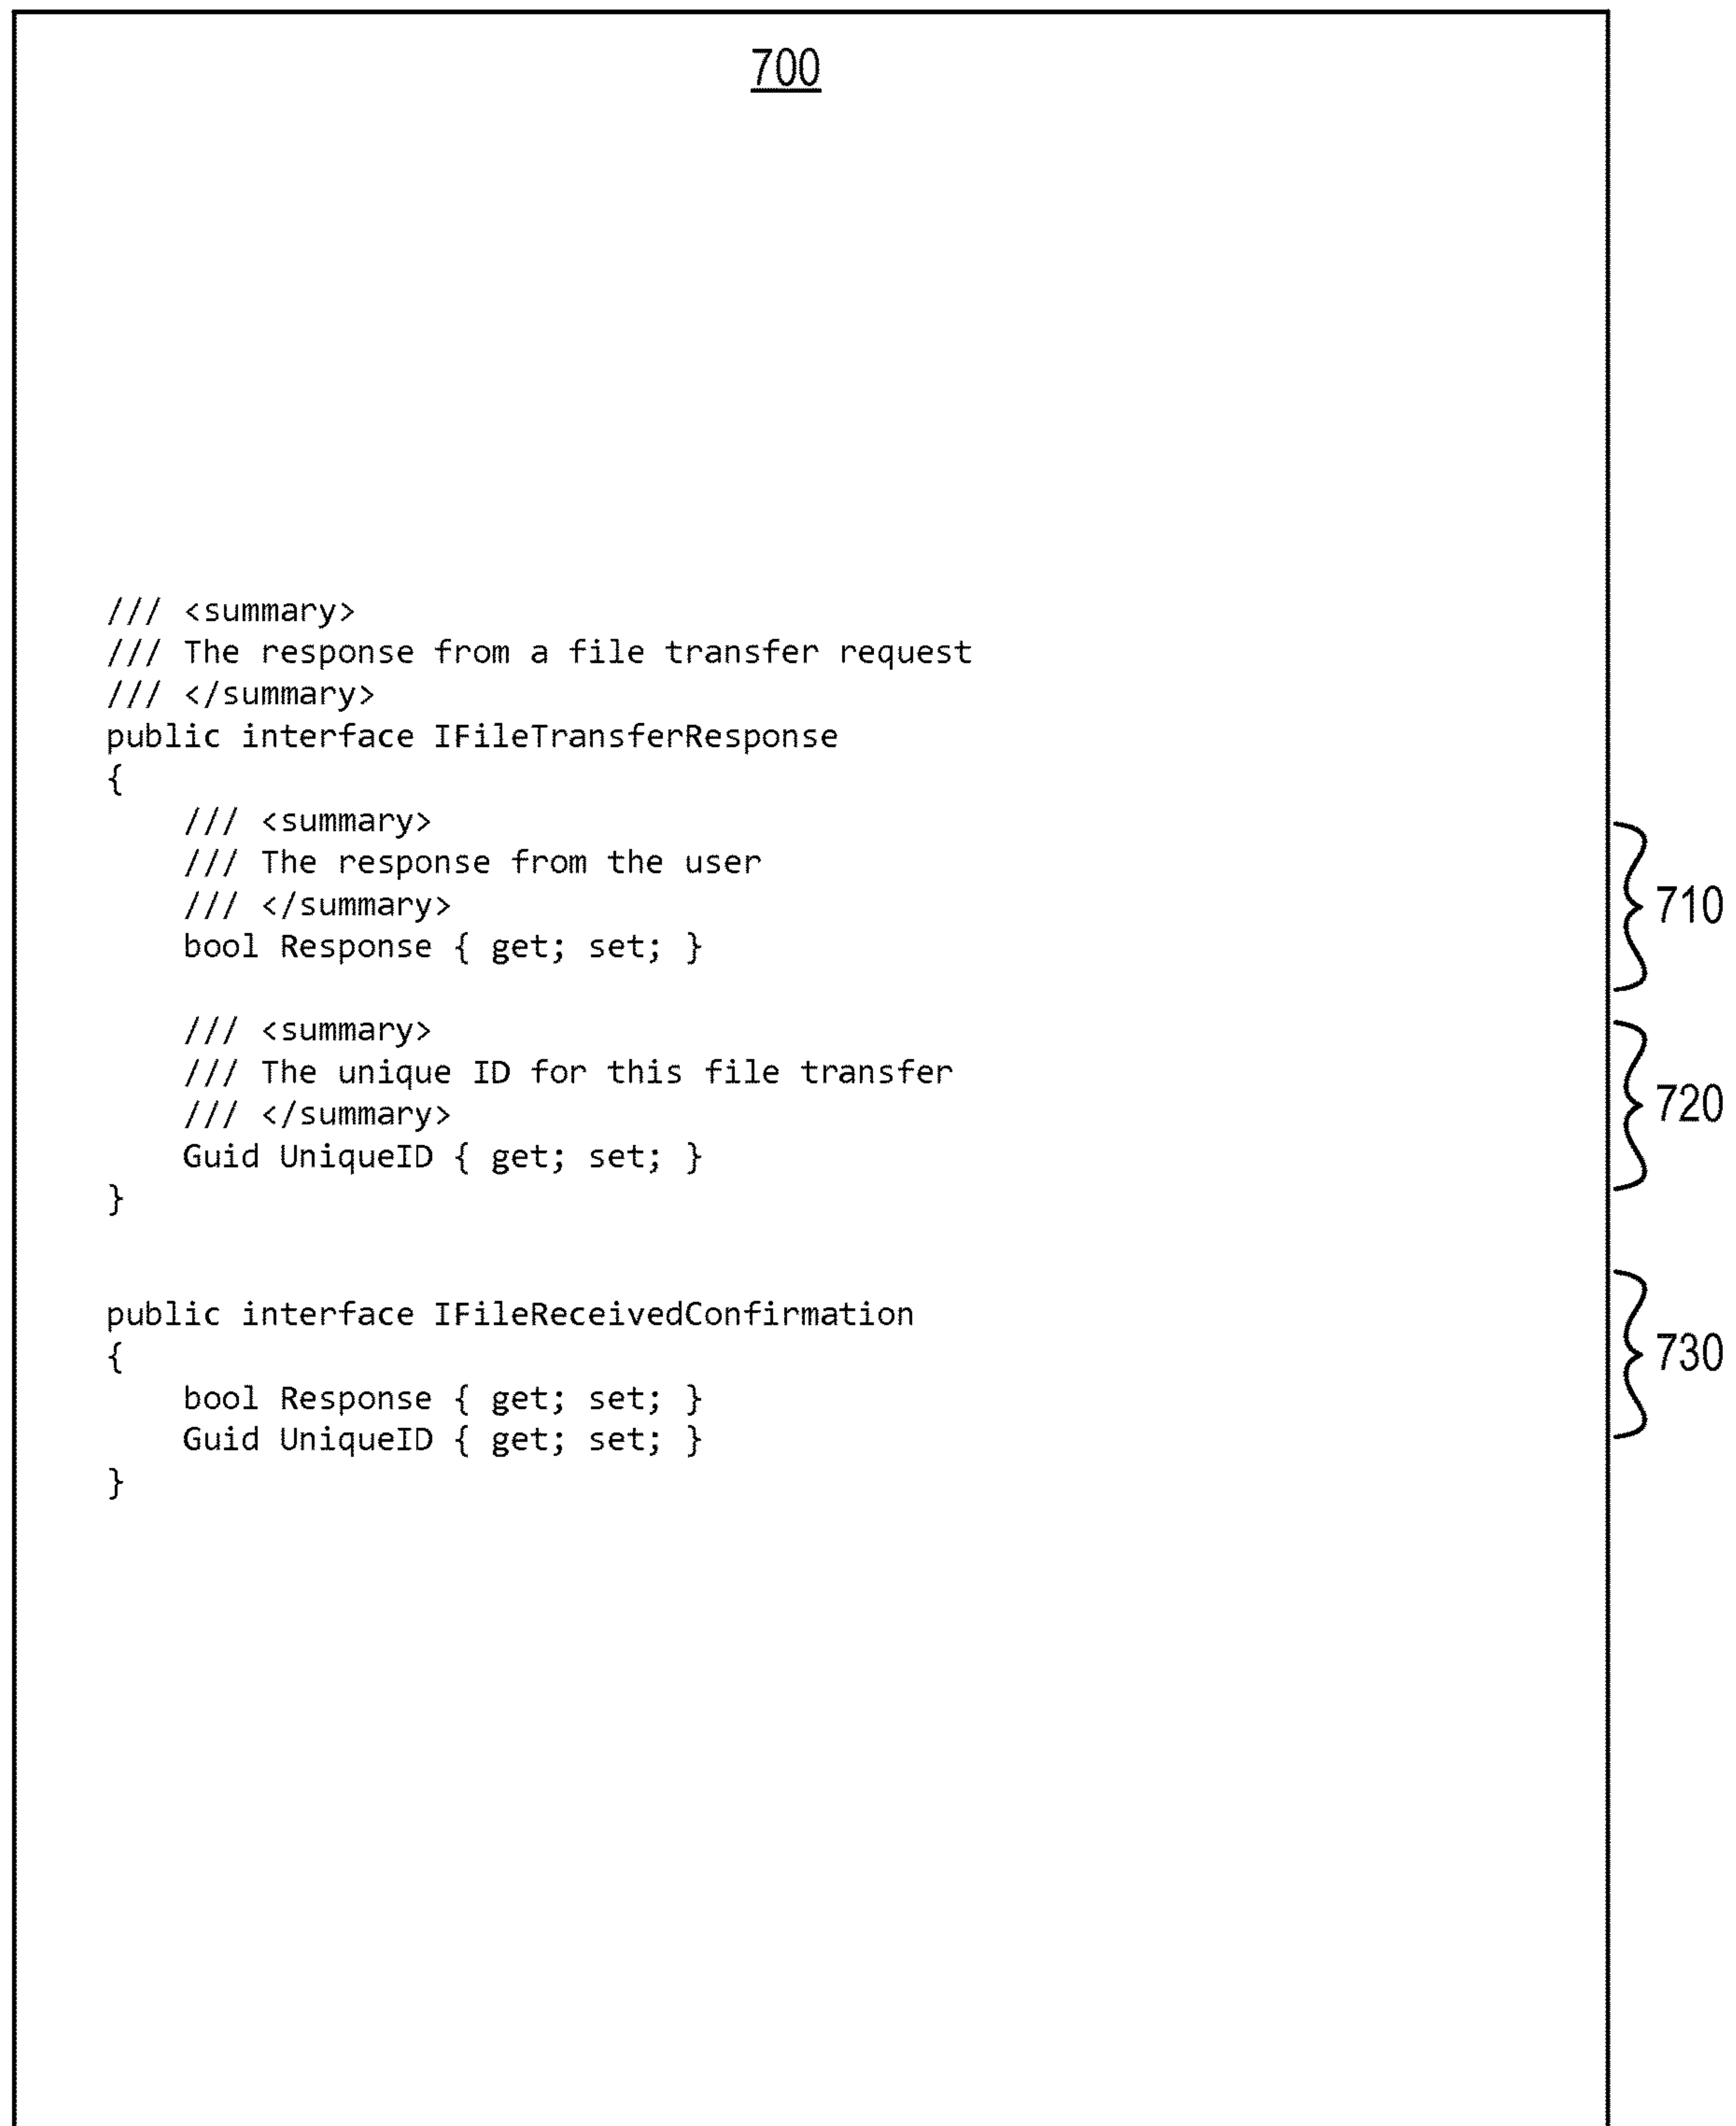 700
/// <summary>
/// The response from a file transfer request
/// </summary>
public interface IFileTransferResponse
{
/// <summary>
/// The response from the user
/// </summary>
bool Response { get; set; }
710
/// <summary>
/// The unique ID for this file transfer
/// </summary>
Guid UniqueID { get; set; }
720
}
public interface IFileReceivedConfirmation
{
bool Response { get; set; }
Guid UniqueID { get; set; }
}
730